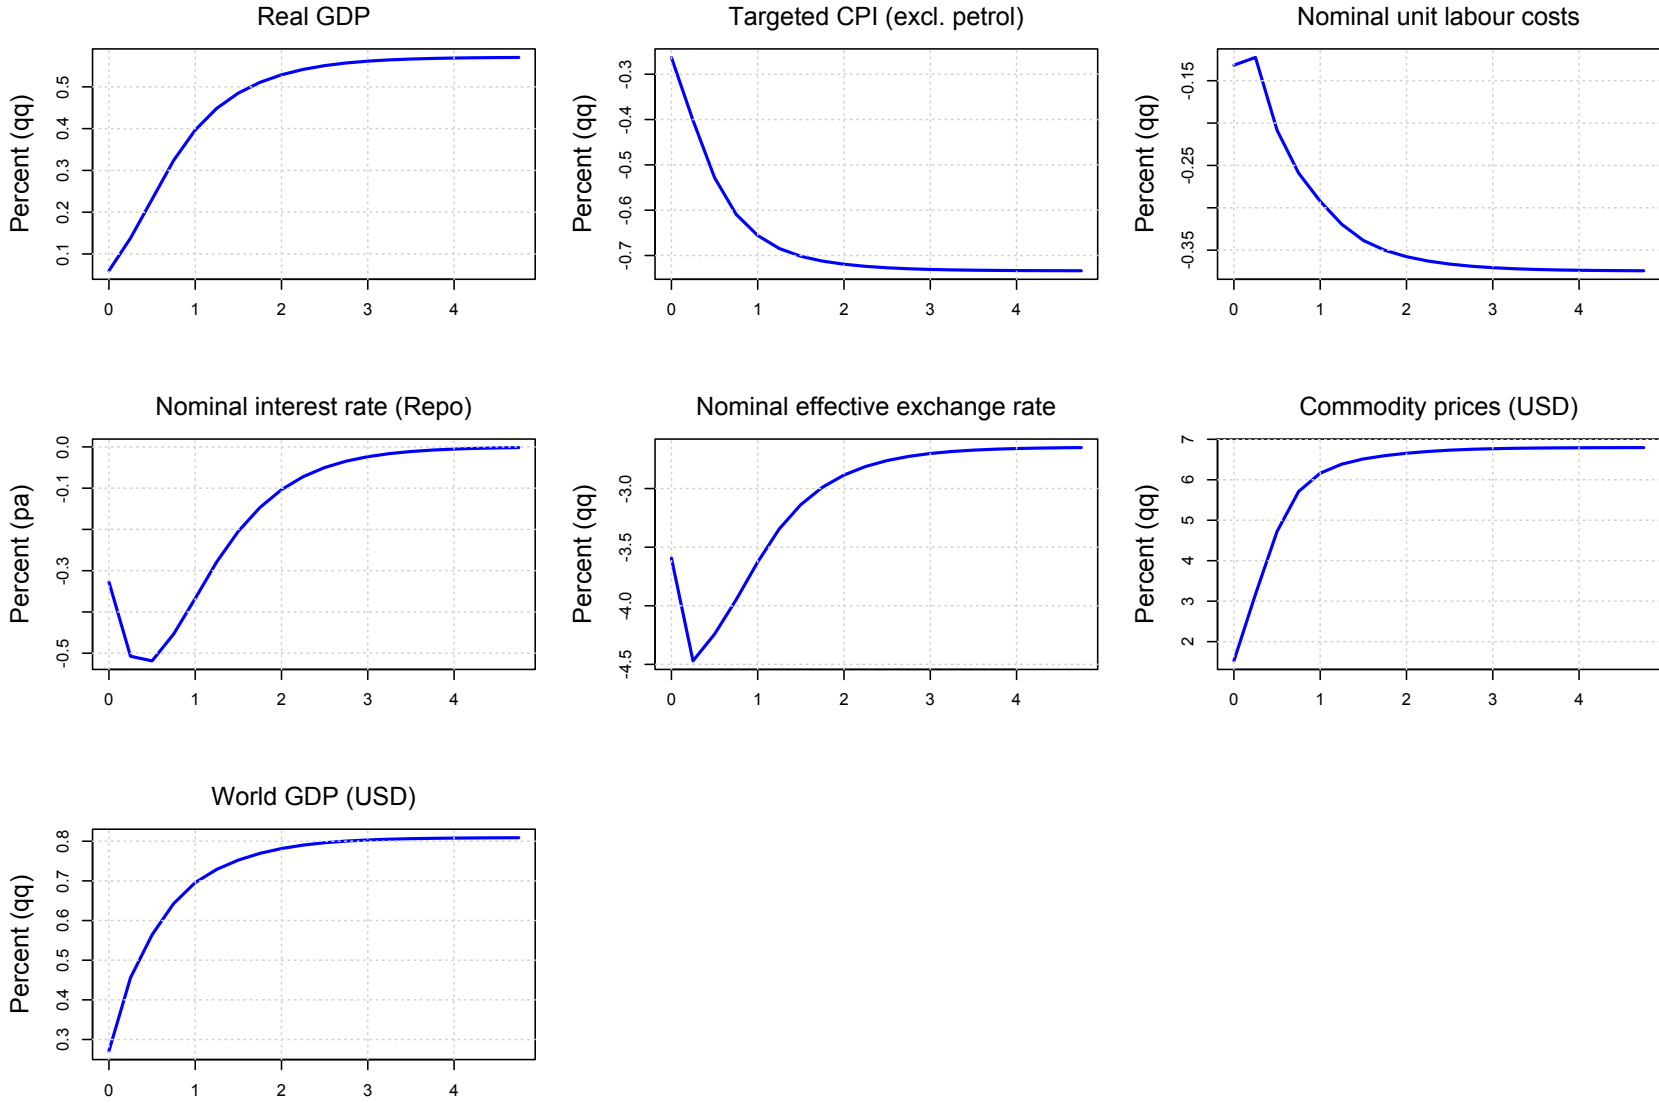 Real GDP
Percent (qq)
0.5
0.4
0.3
0.2
0.1
0 1 2 3 4
Targeted CPI (excl. petrol)
Percent (qq)
-0.3
-0.4
-0.5
-0.6
-0.7
0 1 2 3 4
Nominal unit labour costs
Percent (qq)
-0.15
-0.25
-0.35
0 1 2 3 4
Nominal interest rate (Repo)
Percent (pa)
0.0
-0.1
-0.3
-0.5
0 1 2 3 4
Nominal effective exchange rate
Percent (qq)
-3.0
-3.5
-4.0
-4.5
0 1 2 3 4
Commodity prices (USD)
Percent (qq)
7
6
5
4
3
2
0 1 2 3 4
World GDP (USD)
Percent (qq)
0.8
0.7
0.6
0.5
0.4
0.3
0 1 2 3 4